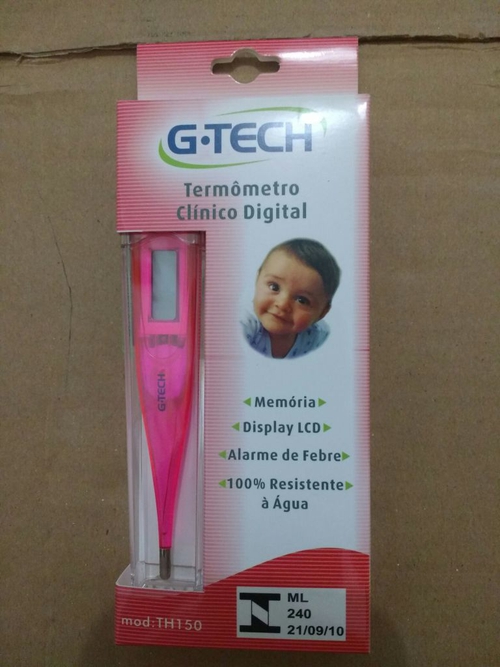 G·TECH
Termômetro
Clínico Digital
G-TECH
Memória
Display LCD
Alarme de Febre
100% Resistente
à Água
mod:TH150
ML
240
21/09/10